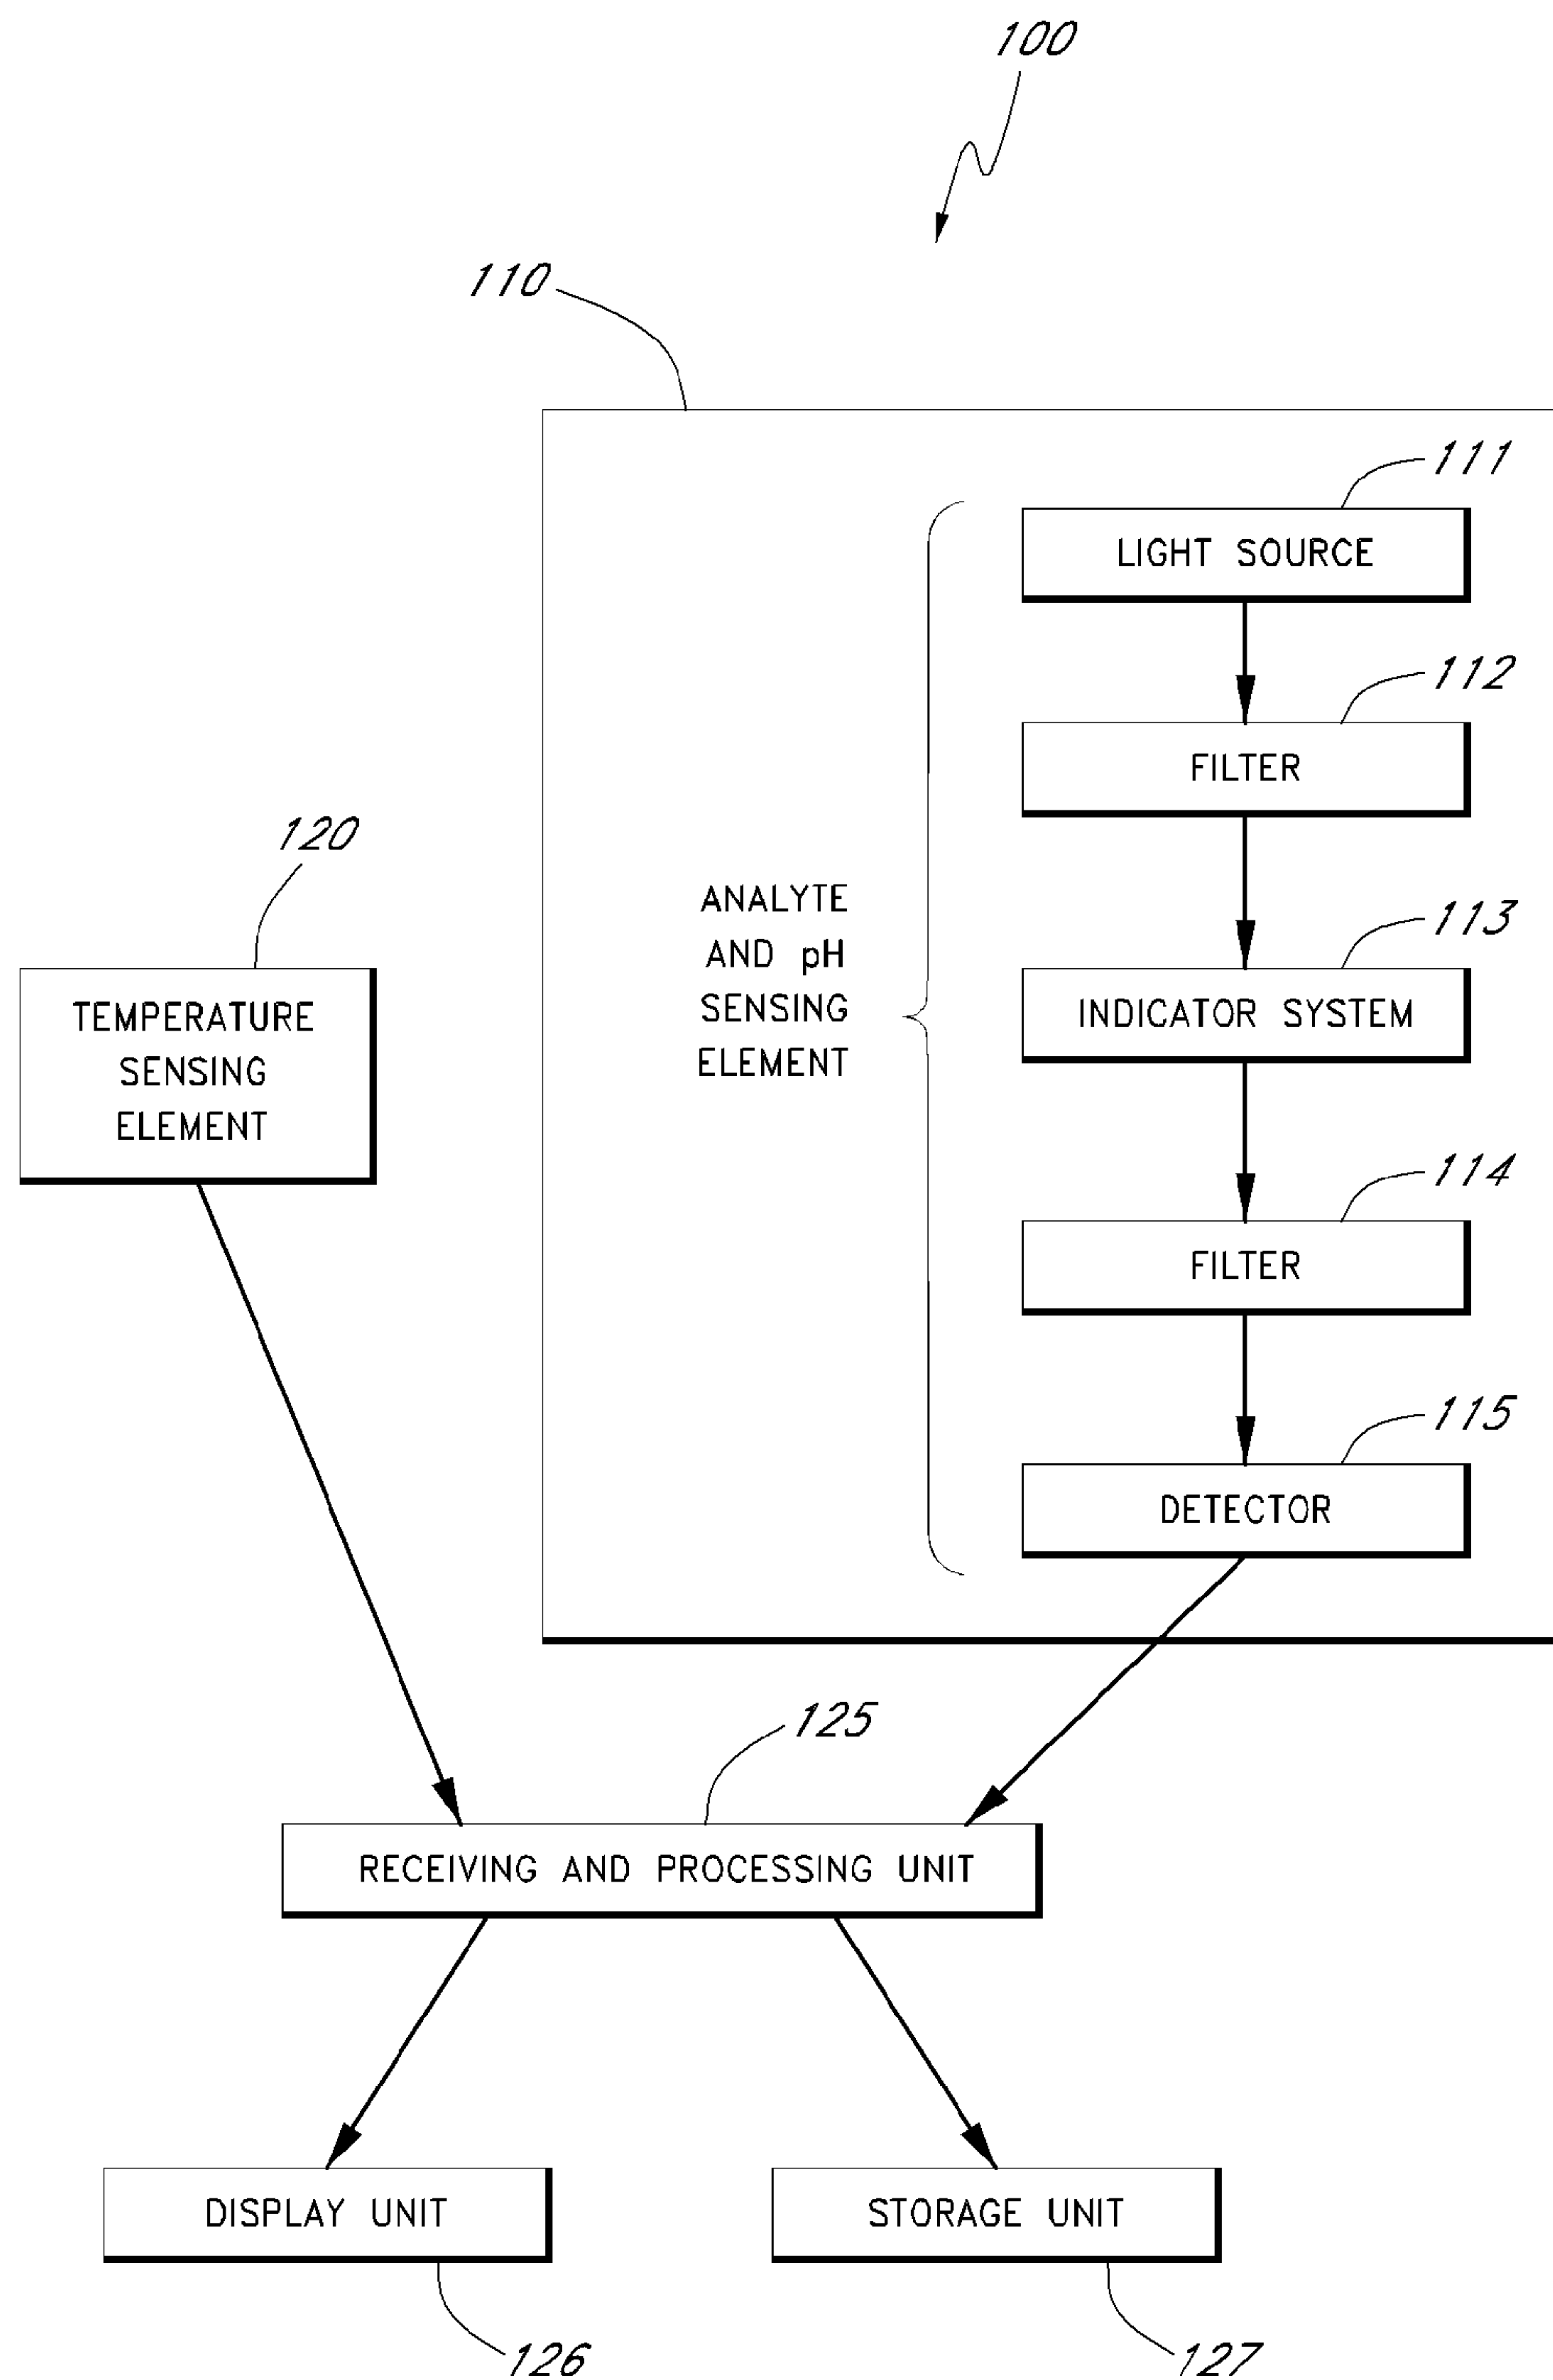 100
110
111
LIGHT SOURCE
112
FILTER
120
ANALYTE
AND pH
SENSING
ELEMENT
113
INDICATOR SYSTEM
TEMPERATURE
SENSING
ELEMENT
114
FILTER
115
DETECTOR
125
RECEIVING AND PROCESSING UNIT
DISPLAY UNIT
STORAGE UNIT
126
127